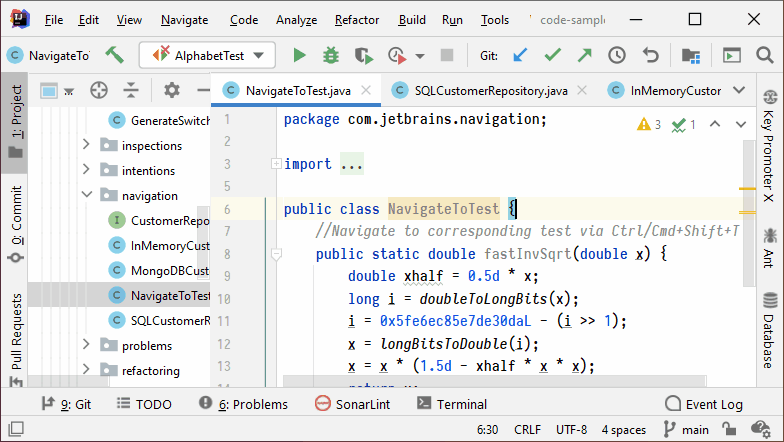 File Edit View Navigate Code Analyze Refactor Build Run Tools code-sample
NavigateTo AlphabetTest Git:
1: Project
0: Commit
Pull Requests
GenerateSwitch
inspections
intentions
navigation
CustomerRepo
InMemoryCust
MongoDBCust
NavigateToTest
SQLCustomerR
problems
refactoring
NavigateToTest.java SQLCustomerRepository.java InMemoryCustor
3 1
1 package com.jetbrains.navigation;
2
3 import ...
5
6 public class NavigateToTest {
7 //Navigate to corresponding test via Ctrl/Cmd+Shift+T
8 public static double fastInvSqrt(double x) {
9 double xhalf = 0.5d * x;
10 long i = doubleToLongBits(x);
11 i = 0x5fe6ec85e7de30daL - (i >> 1);
12 x = longBitsToDouble(i);
13 x = x * (1.5d - xhalf * x * x);
Key Promoter X
Ant
Database
9: Git TODO 6: Problems SonarLint Terminal Event Log
6:30 CRLF UTF-8 4 spaces main